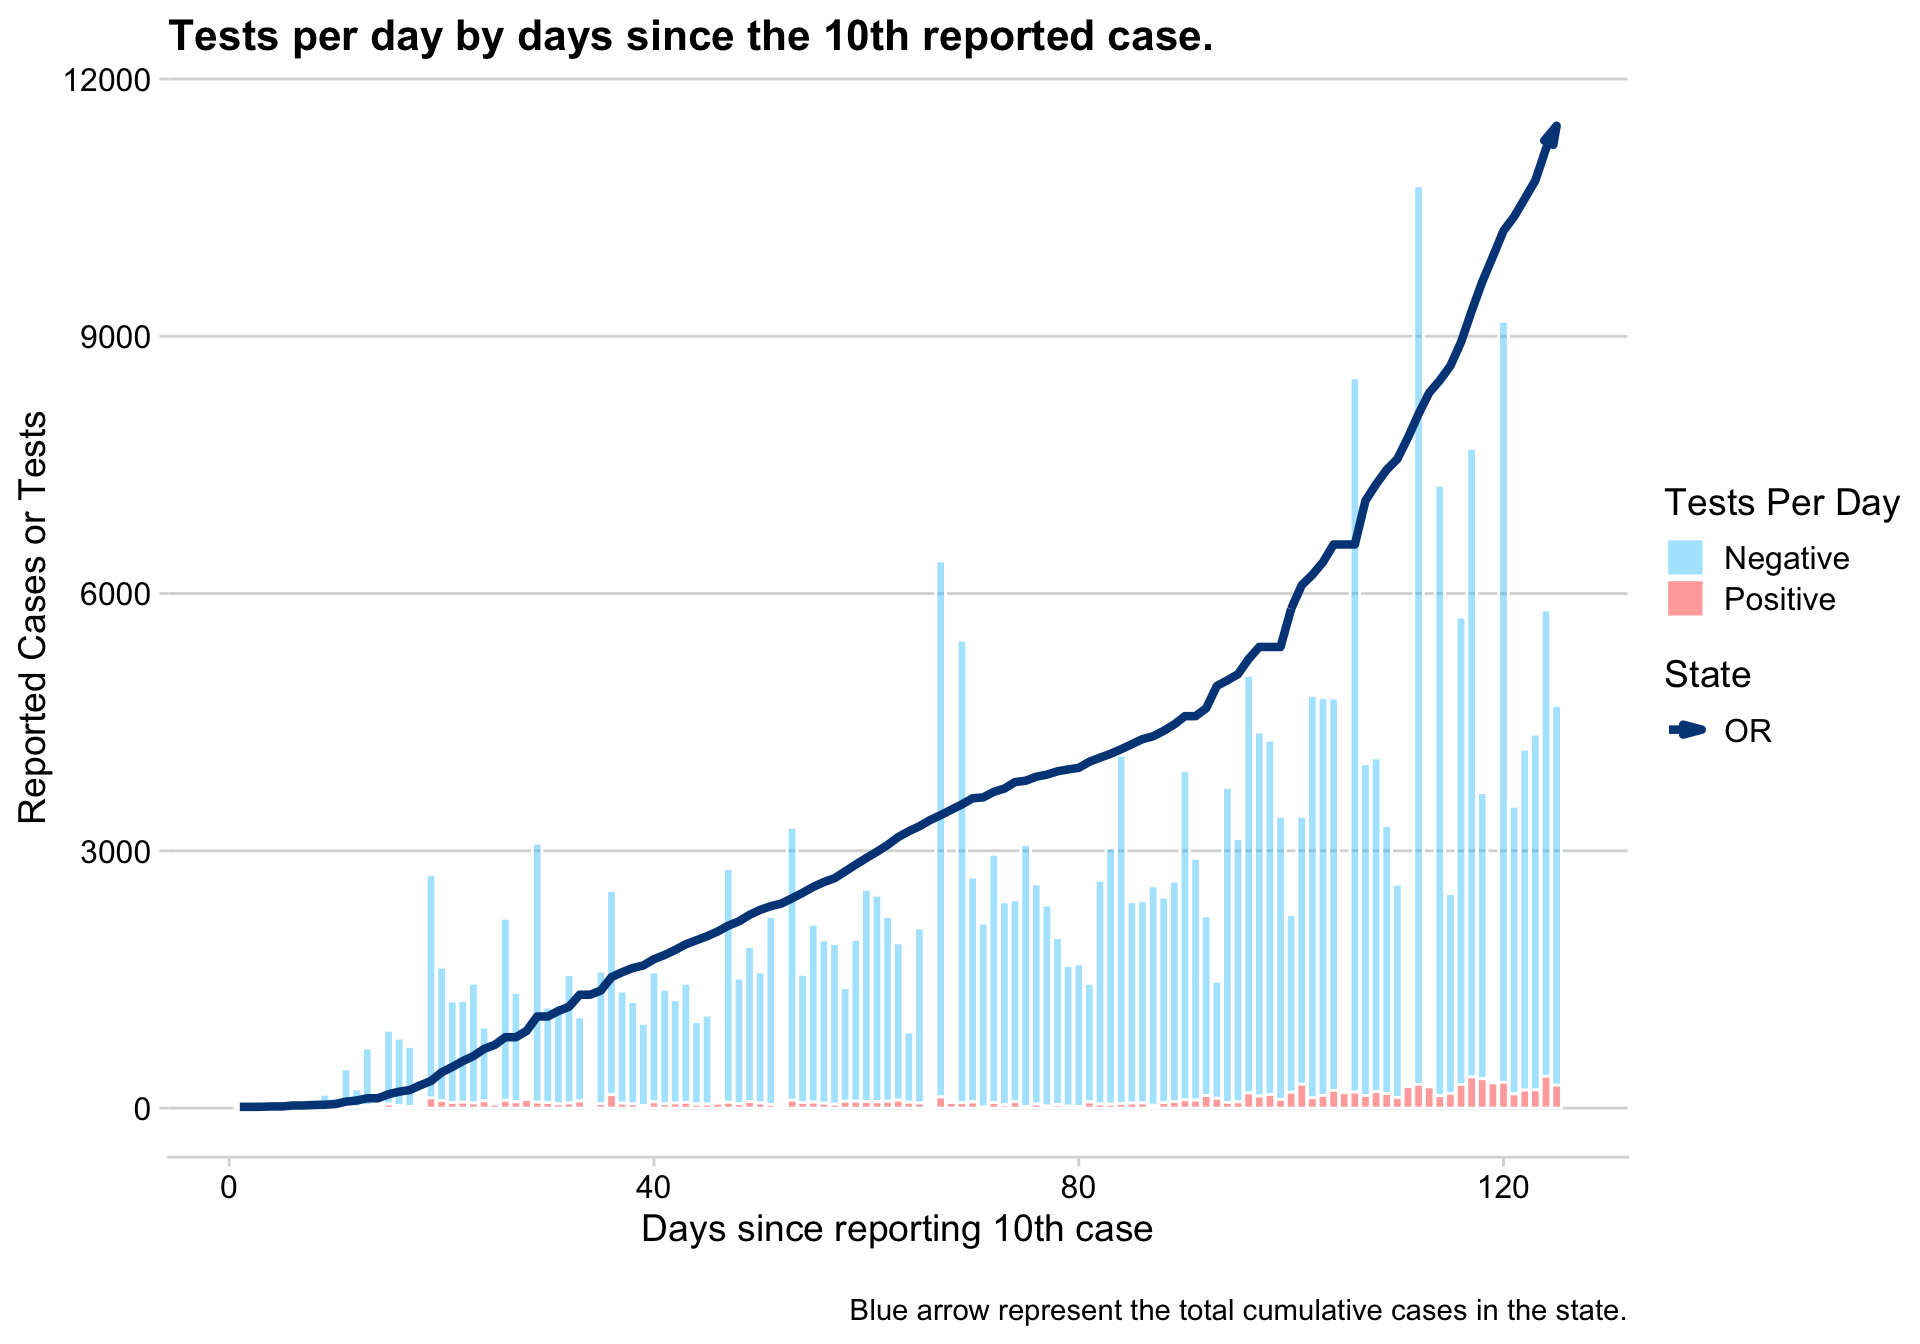 Tests per day by days since the 10th reported case.
12000
9000
6000
3000
0
Reported Cases or Tests
0
40
80
120
Days since reporting 10th case
Tests Per Day
Negative
Positive
State
OR
Blue arrow represent the total cumulative cases in the state.